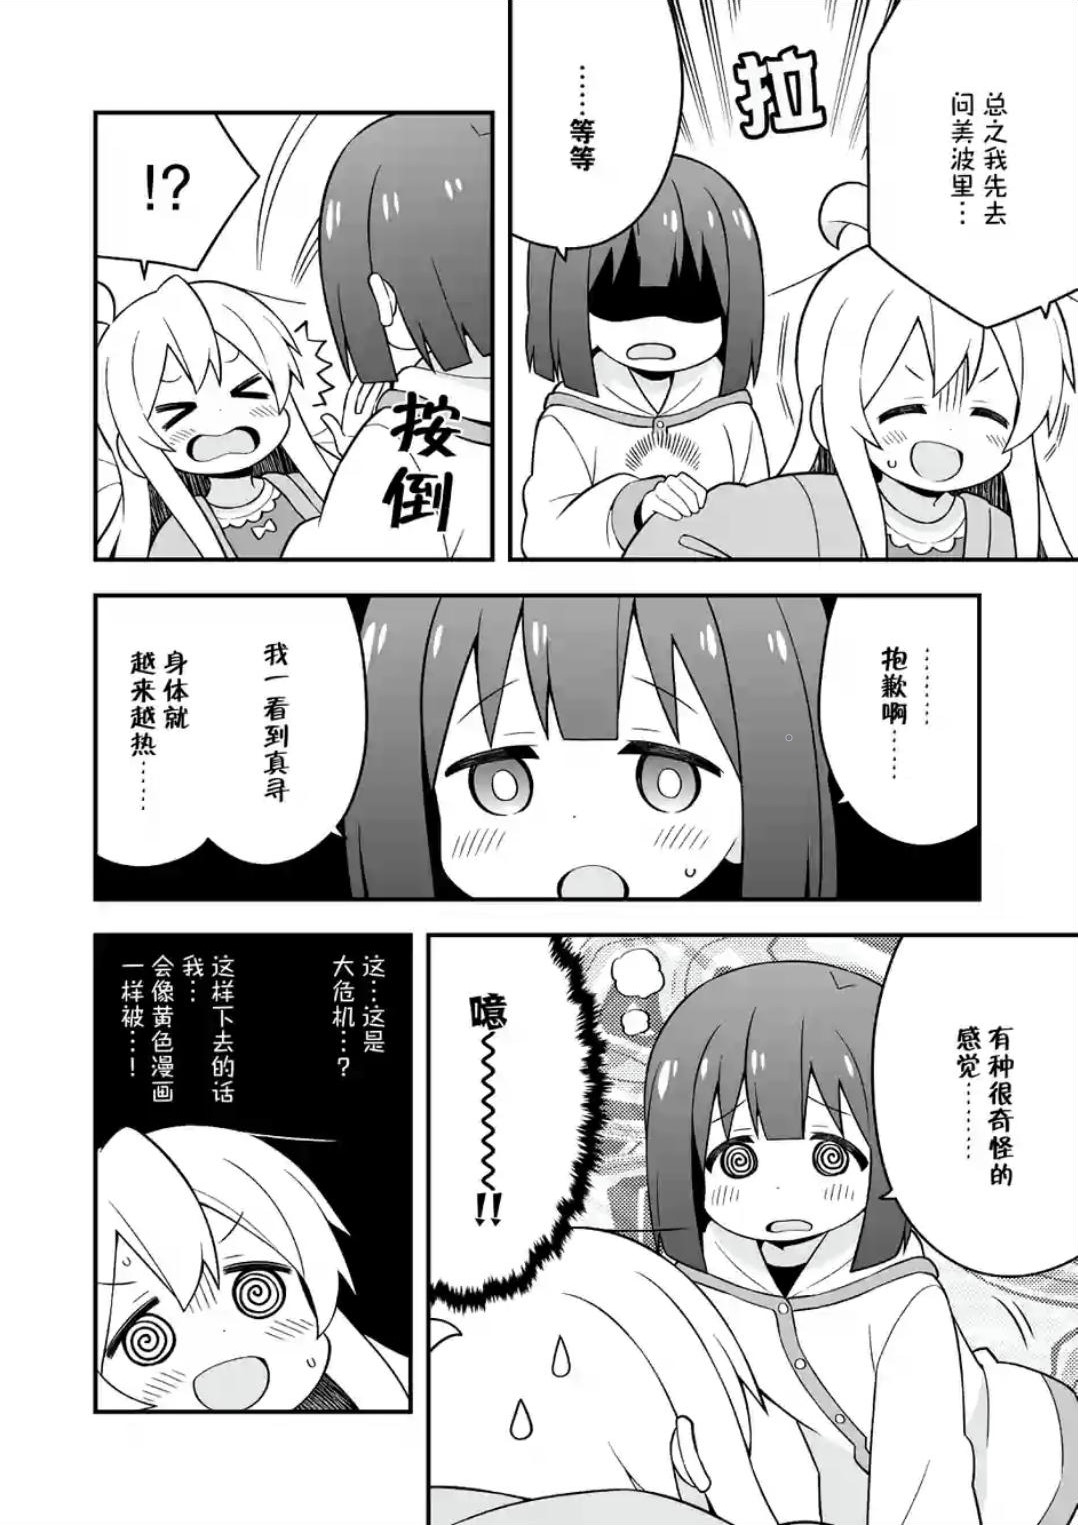 总之我先去
问美波里…
拉
……等等
!?
按
倒
………
抱歉啊……
我一看到真寻
身体就
越来越热……
有种很奇怪的
感觉………
噫~~~!!
这…这是
大危机…?
这样下去的话
我…
会像黄色漫画
一样被…!